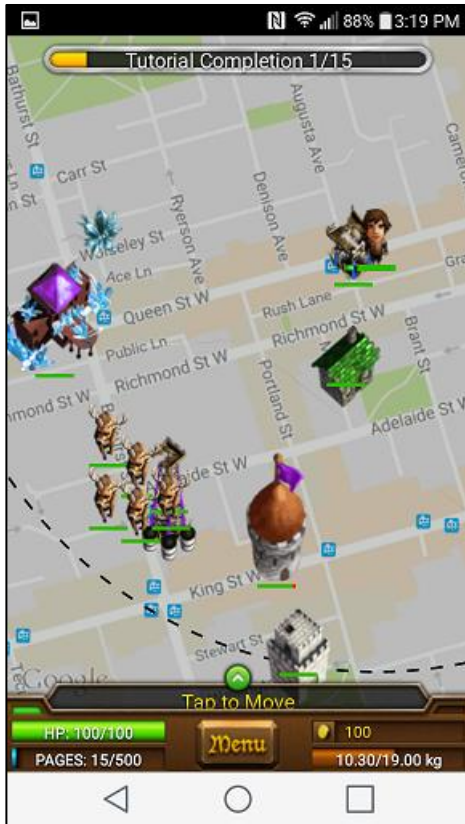 88% 3:19 PM
Tutorial Completion 1/15
Bathurst St
Augusta Ave
Carr St
Ryerson Ave
Denison Ave
Wolseley St
Ace Ln
Queen St W
Rush Lane
Public Ln
Richmond St W
Richmond St W
Brant St
Portland St
Adelaide St W
King St W
Stewart St
Google
Tap to Move
HP: 100/100
Menu
100
PAGES: 15/500
10.30/19.00 kg